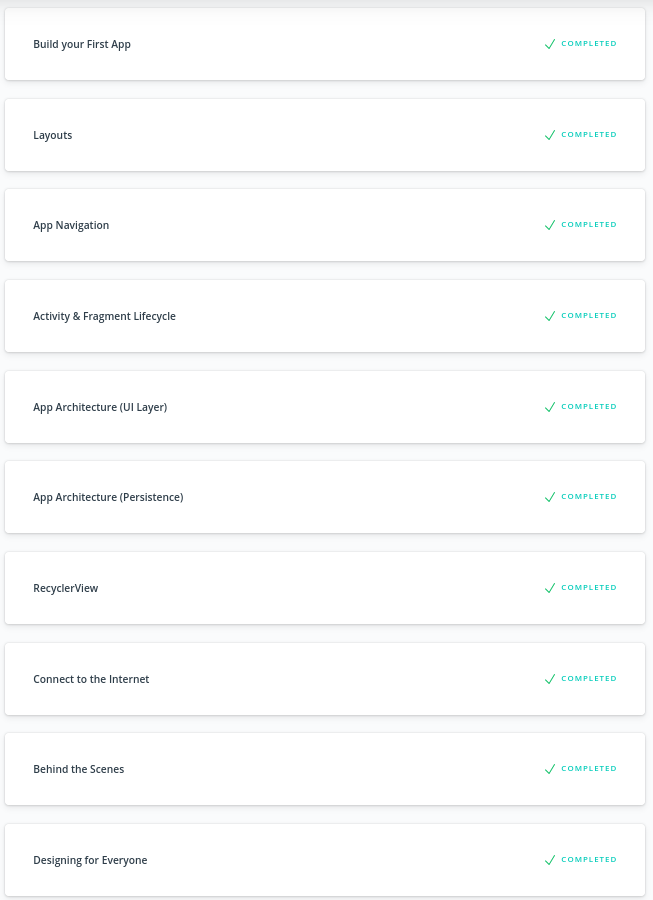 Build your First App COMPLETED
Layouts COMPLETED
App Navigation COMPLETED
Activity & Fragment Lifecycle COMPLETED
App Architecture (UI Layer) COMPLETED
App Architecture (Persistence) COMPLETED
RecyclerView COMPLETED
Connect to the Internet COMPLETED
Behind the Scenes COMPLETED
Designing for Everyone COMPLETED